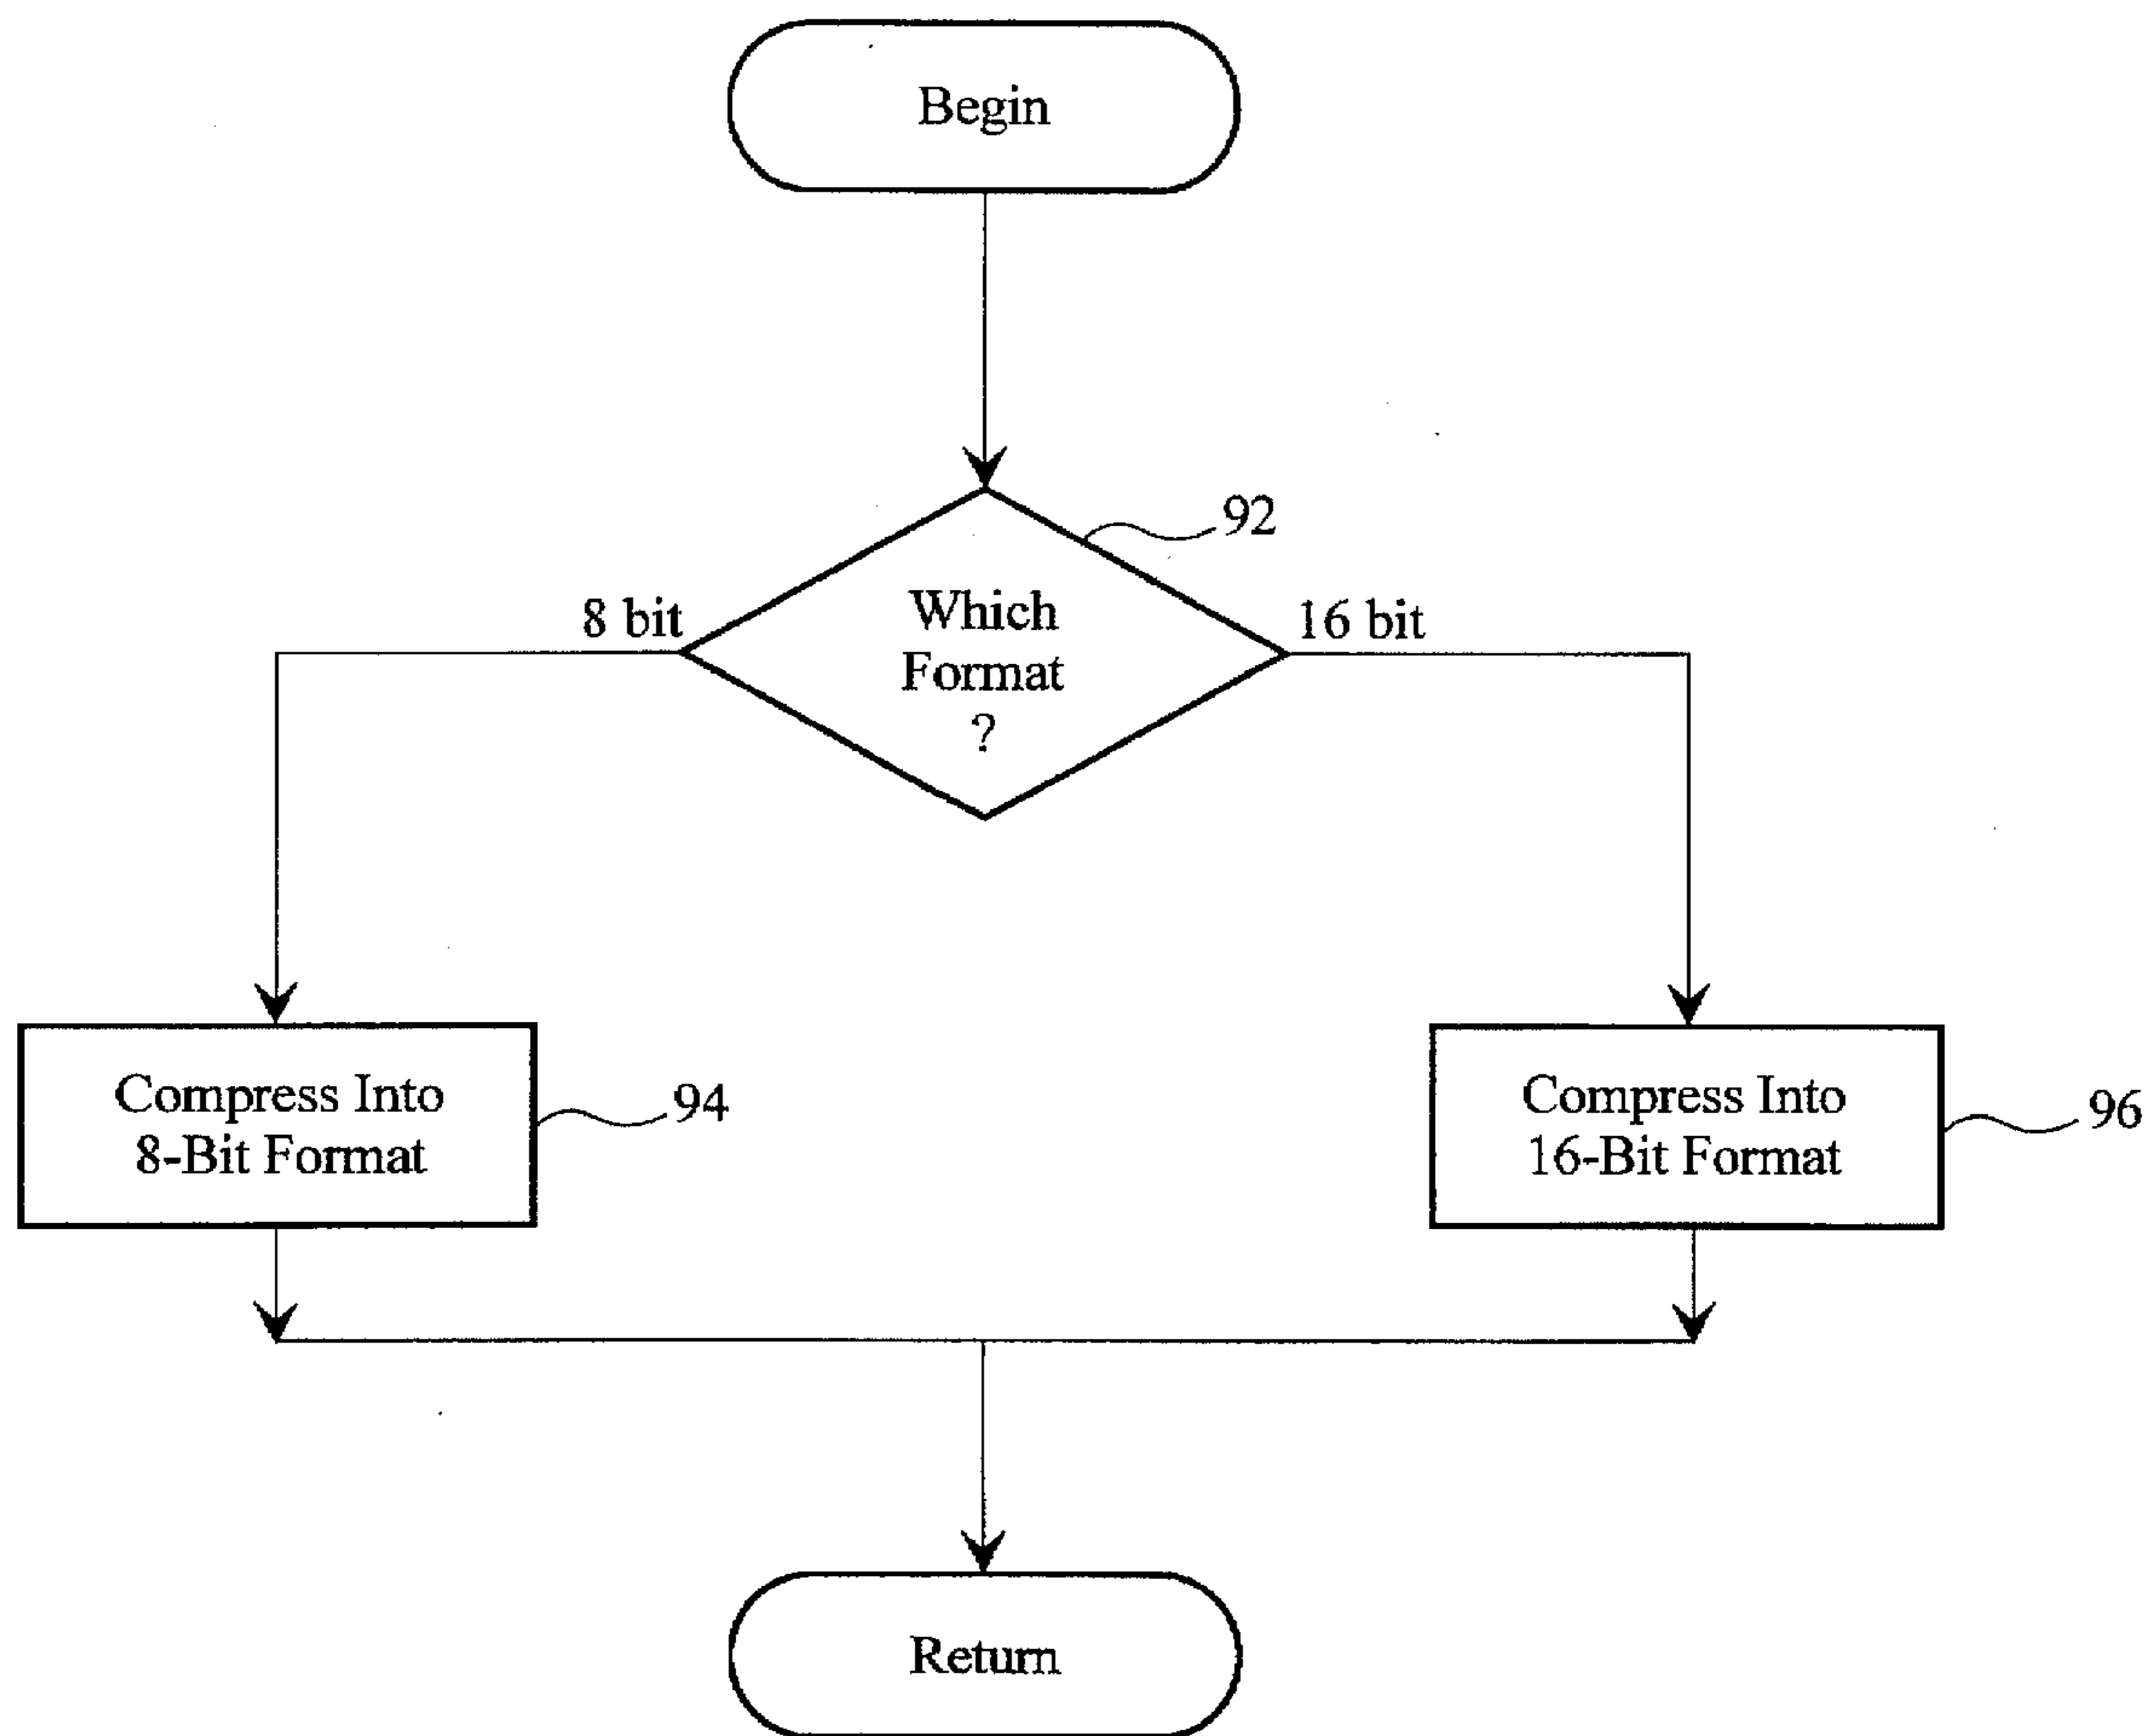 Begin
92
8 bit
Which
Format
?
16 bit
Compress Into
8-Bit Format
94
Compress Into
16-Bit Format
96
Return